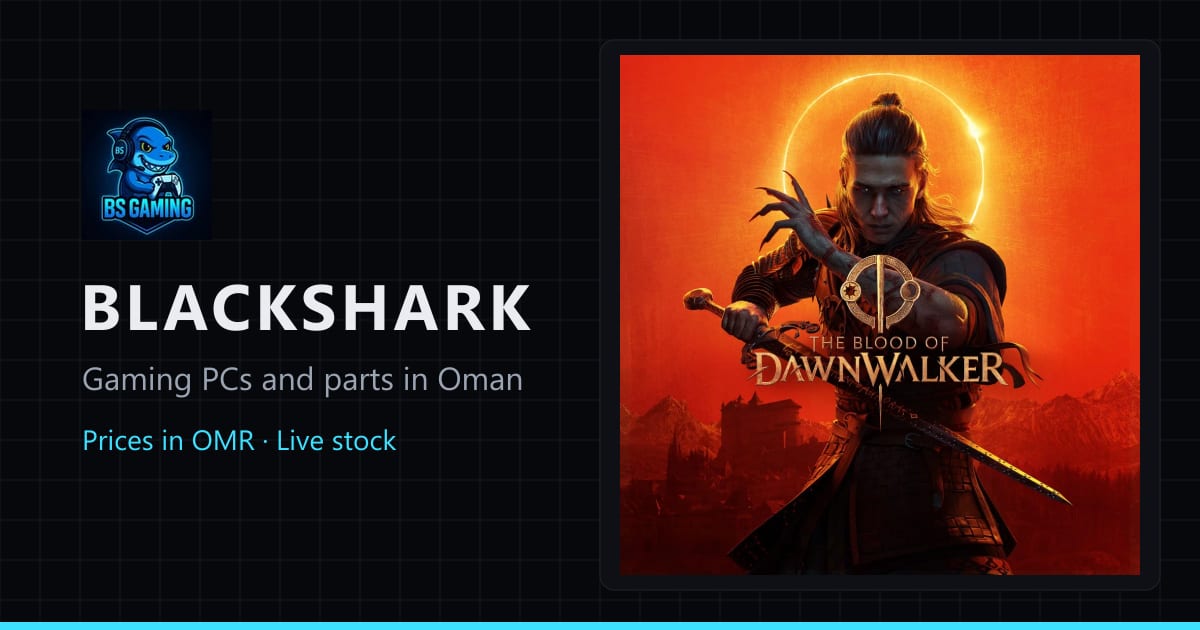 BS
BS GAMING
BLACKSHARK
Gaming PCs and parts in Oman
Prices in OMR · Live stock
THE BLOOD OF
DAWNWALKER